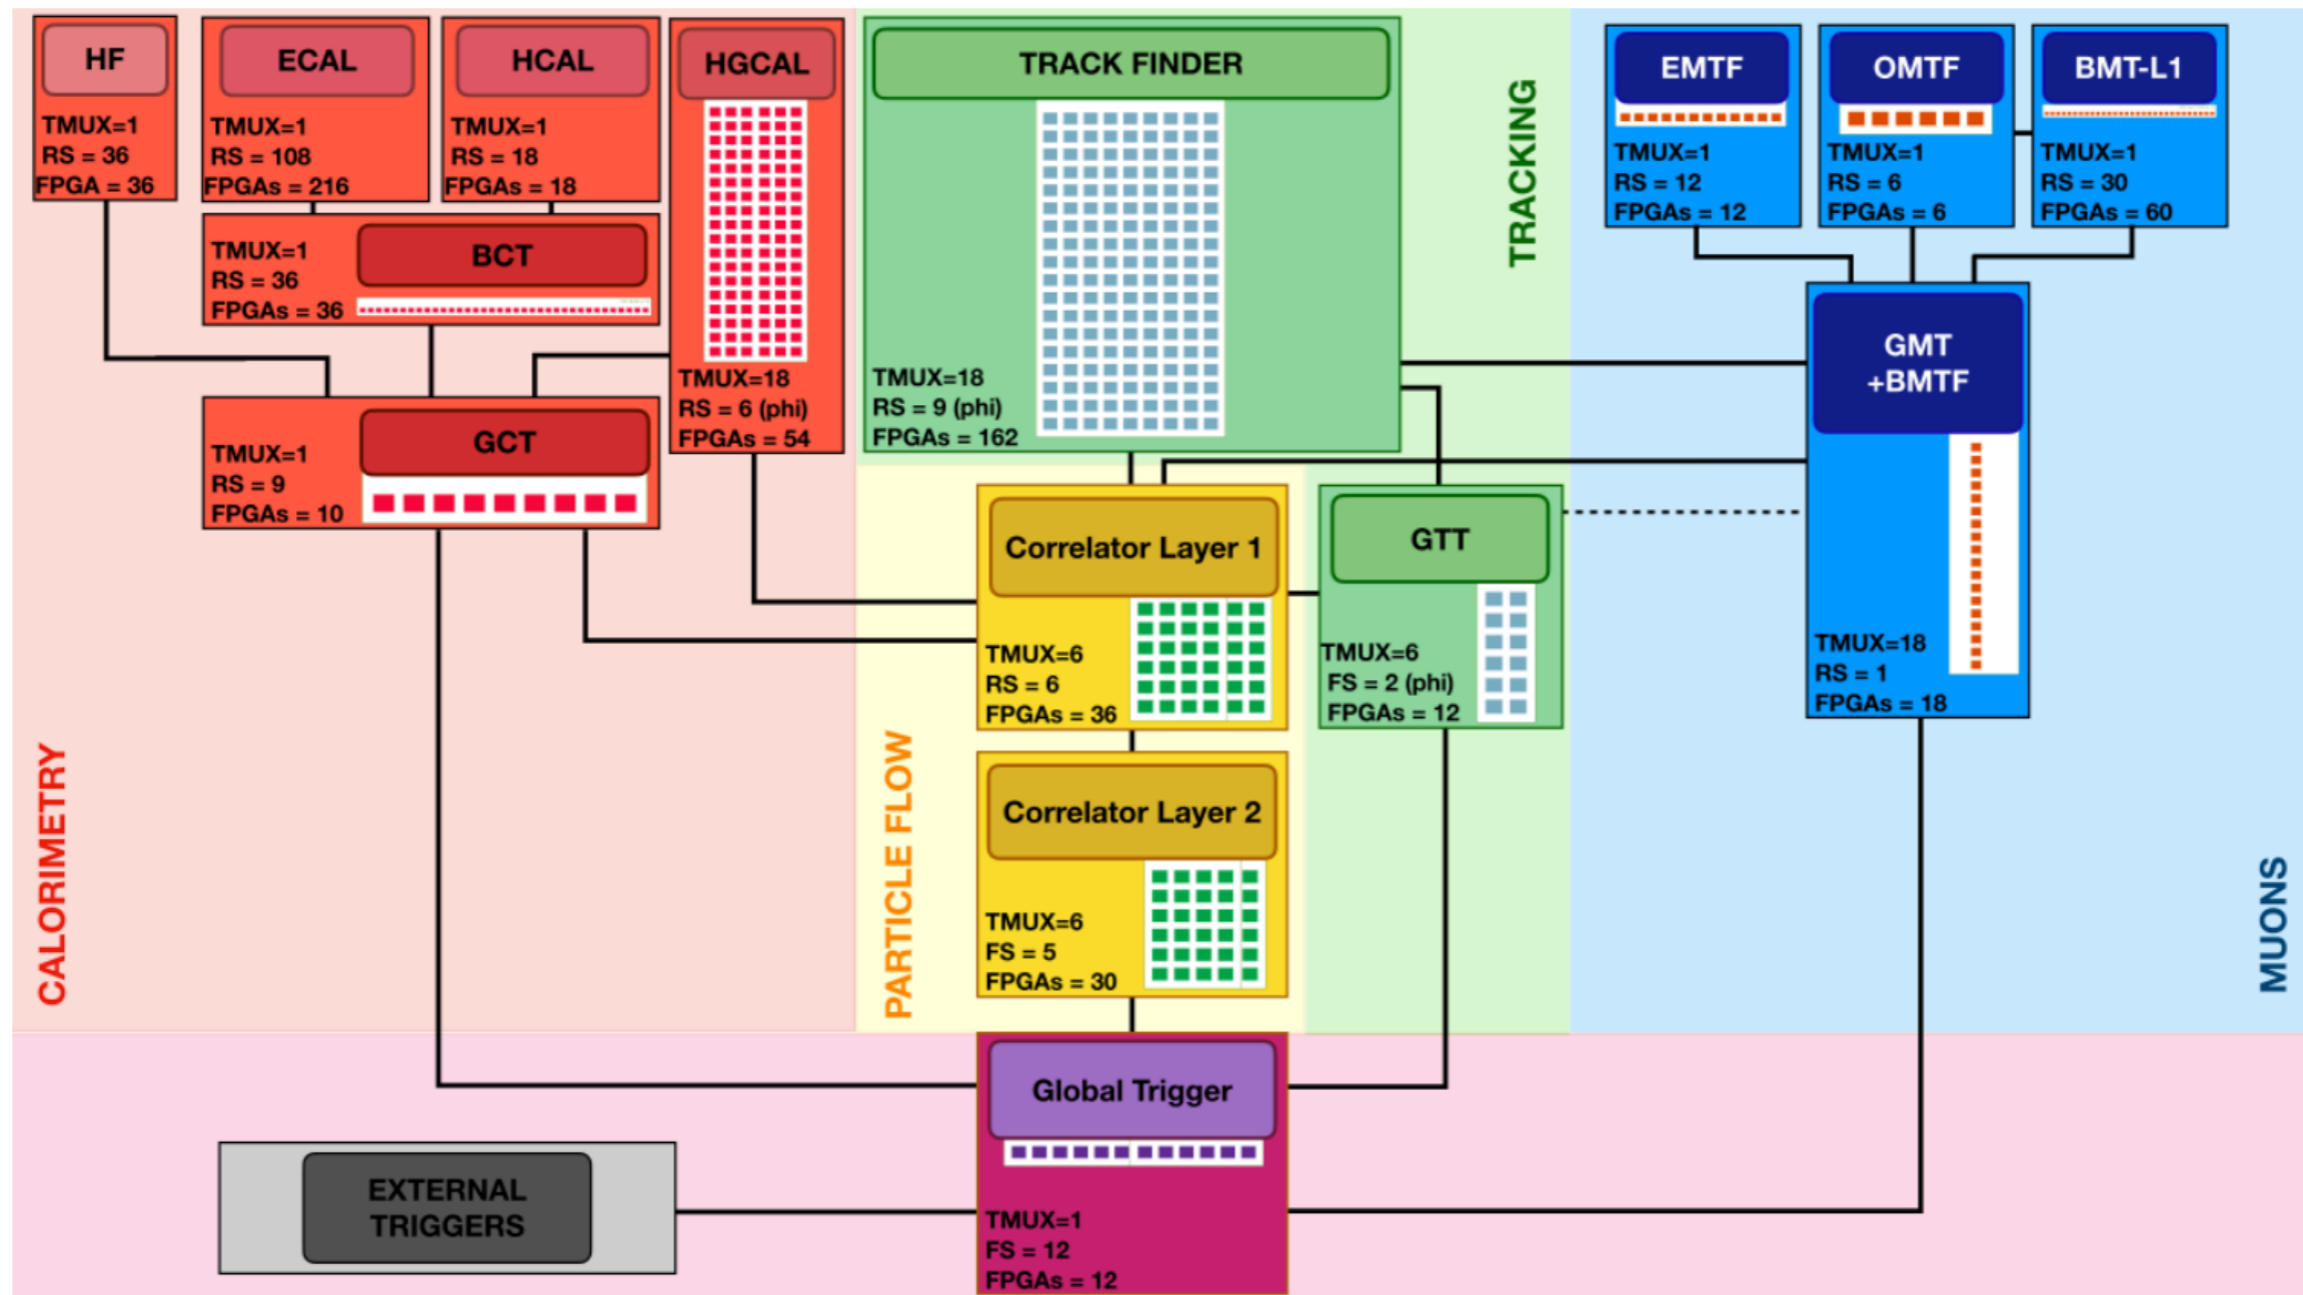 HF
TMUX=1
RS = 36
FPGA = 36
ECAL
TMUX=1
RS = 108
FPGAs = 216
HCAL
TMUX=1
RS = 18
FPGAs = 18
HGCAL
TMUX=18
RS = 6 (phi)
FPGAs = 54
BCT
TMUX=1
RS = 36
FPGAs = 36
GCT
TMUX=1
RS = 9
FPGAs = 10
CALORIMETRY
TRACK FINDER
TMUX=18
RS = 9 (phi)
FPGAs = 162
TRACKING
Correlator Layer 1
TMUX=6
RS = 6
FPGAs = 36
GTT
TMUX=6
FS = 2 (phi)
FPGAs = 12
PARTICLE FLOW
Correlator Layer 2
TMUX=6
FS = 5
FPGAs = 30
EMTF
TMUX=1
RS = 12
FPGAs = 12
OMTF
TMUX=1
RS = 6
FPGAs = 6
BMT-L1
TMUX=1
RS = 30
FPGAs = 60
GMT
+BMTF
TMUX=18
RS = 1
FPGAs = 18
MUONS
Global Trigger
TMUX=1
FS = 12
FPGAs = 12
EXTERNAL
TRIGGERS